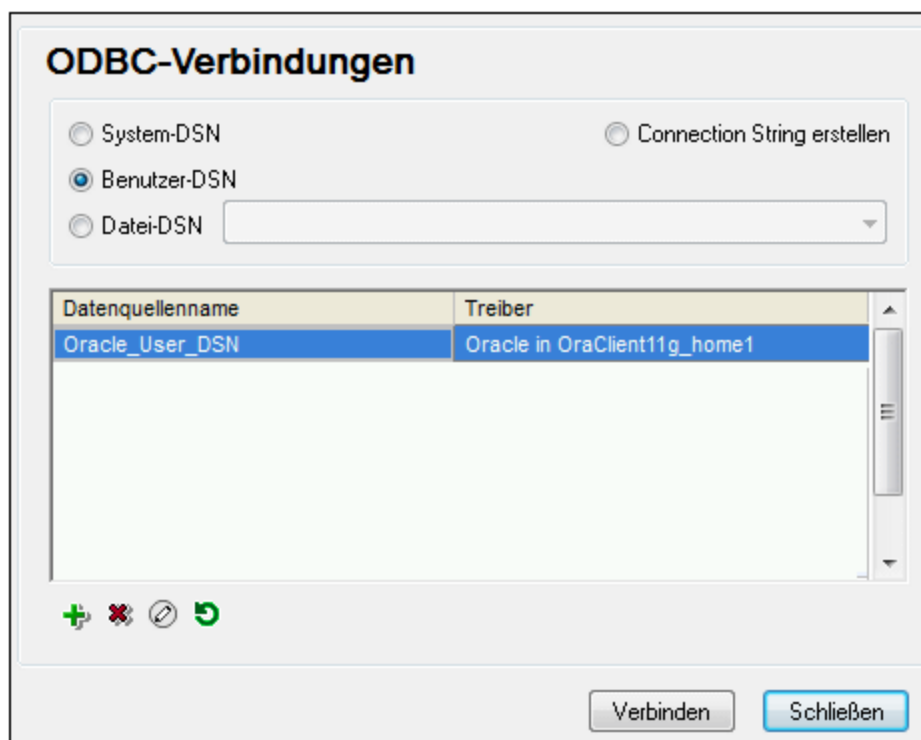 ODBC-Verbindungen
System-DSN
Connection String erstellen
Benutzer-DSN
Datei-DSN
Datenquellenname Treiber
Oracle_User_DSN Oracle in OraClient11g_home1
Verbinden Schließen